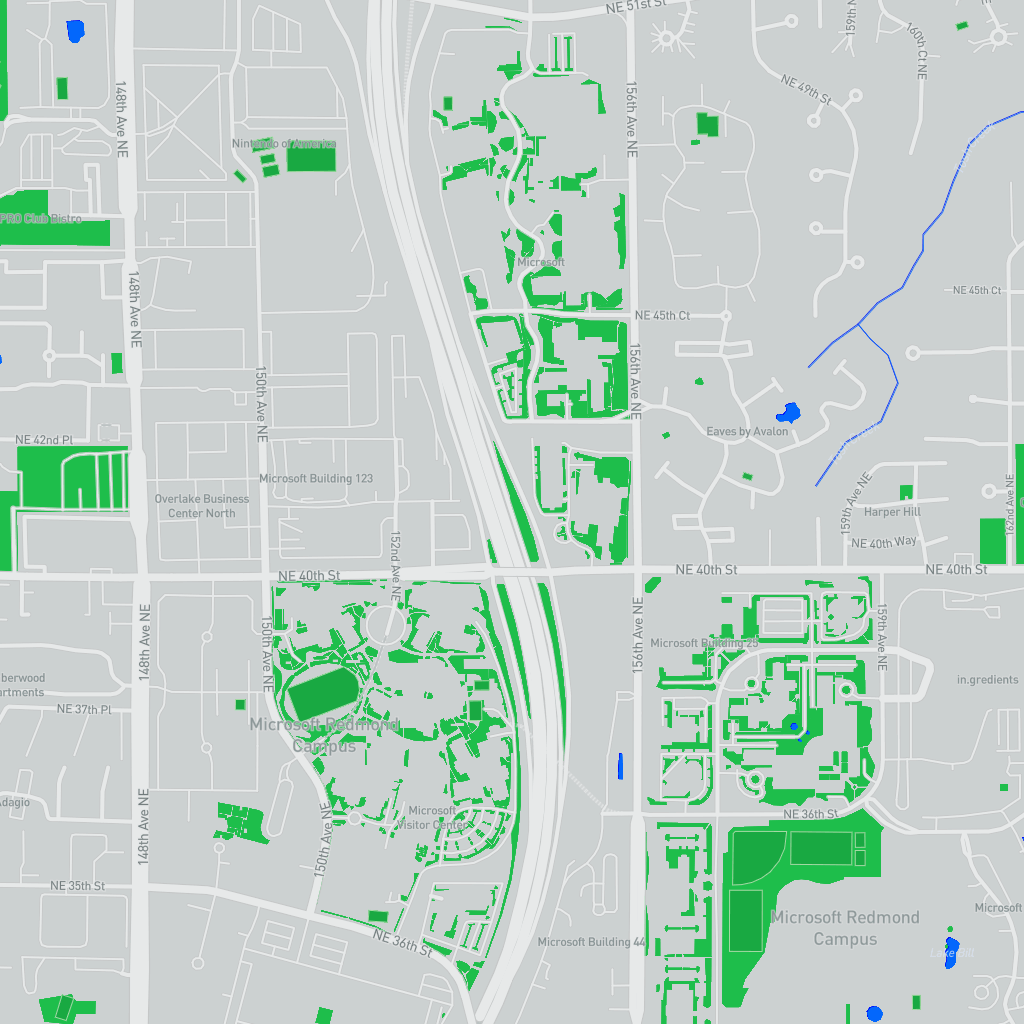 NE 51st St
159th Ave NE
160th Ct NE
148th Ave NE
156th Ave NE
NE 49th St
Nintendo of America
PRO Club Bistro
Microsoft
148th Ave NE
NE 45th Ct
NE 45th Ct
156th Ave NE
150th Ave NE
NE 42nd Pl
Eaves by Avalon
Microsoft Building 123
Overlake Business
Center North
159th Ave NE
162nd Ave NE
Harper Hill
152nd Ave NE
NE 40th Way
NE 40th St
NE 40th St
NE 40th St
148th Ave NE
150th Ave NE
156th Ave NE
159th Ave NE
Microsoft Building 25
berwood
artments
in.gredients
NE 37th Pl
Microsoft Redmond
Campus
Adagio
148th Ave NE
150th Ave NE
Microsoft
Visitor Center
NE 36th St
NE 35th St
Microsoft
Microsoft Redmond
Campus
NE 36th St
Microsoft Building 44